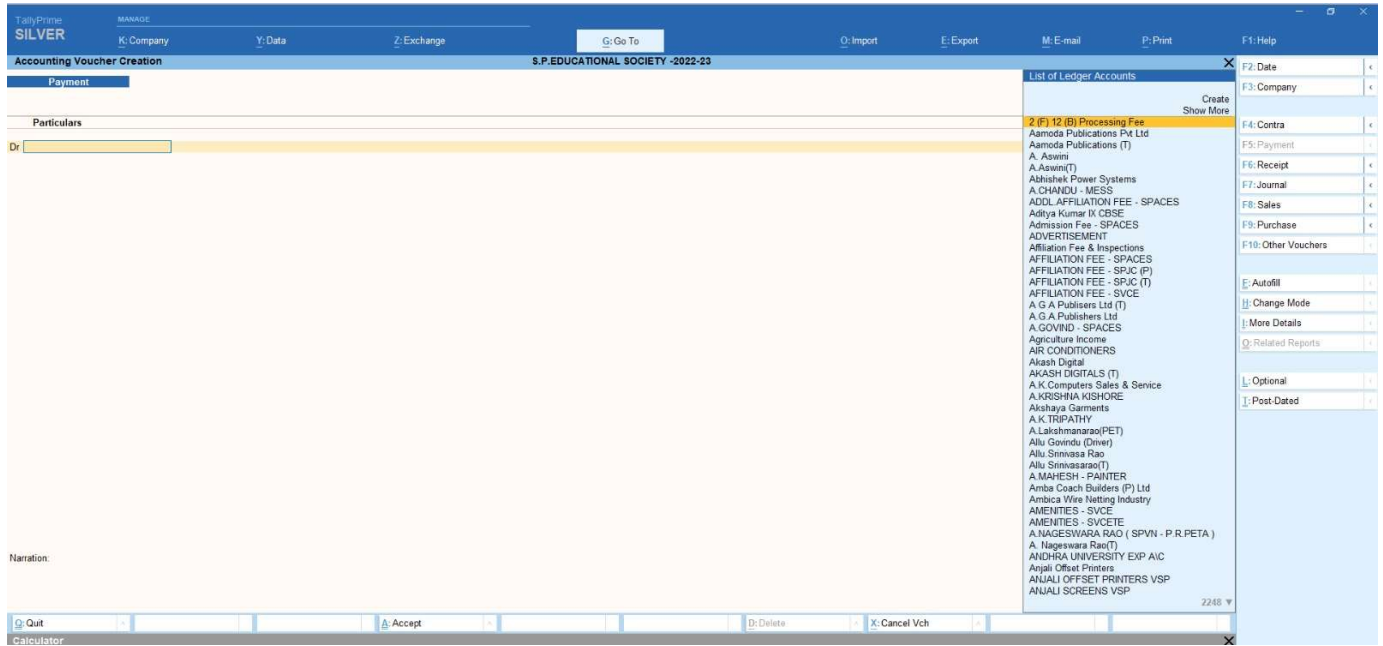 TallyPrime
SILVER
MANAGE
K: Company Y: Data Z: Exchange G: Go To O: Import E: Export M: E-mail P: Print F1: Help
Accounting Voucher Creation S.P.EDUCATIONAL SOCIETY -2022-23
Payment
Particulars
Dr
Narration:
List of Ledger Accounts
Create
Show More
2 (F) 12 (B) Processing Fee
Aamoda Publications Pvt Ltd
Aamoda Publications (T)
A. Aswini
A.Aswini(T)
Abhishek Power Systems
A.CHANDU - MESS
ADDL.AFFILIATION FEE - SPACES
Aditya Kumar IX CBSE
Admission Fee - SPACES
ADVERTISEMENT
Affiliation Fee & Inspections
AFFILIATION FEE - SPACES
AFFILIATION FEE - SPJC (P)
AFFILIATION FEE - SPJC (T)
AFFILIATION FEE - SVCE
A G A Publisers Ltd (T)
A.G.A.Publishers Ltd
A.GOVIND - SPACES
Agriculture Income
AIR CONDITIONERS
Akash Digital
AKASH DIGITALS (T)
A.K.Computers Sales & Service
A.KRISHNA KISHORE
Akshaya Garments
A.K.TRIPATHY
A.Lakshmanarao(PET)
Allu Govindu (Driver)
Allu.Srinivasa Rao
Allu Srinivasarao(T)
A.MAHESH - PAINTER
Amba Coach Builders (P) Ltd
Ambica Wire Netting Industry
AMENITIES - SVCE
AMENITIES - SVCETE
A.NAGESWARA RAO ( SPVN - P.R.PETA )
A. Nageswara Rao(T)
ANDHRA UNIVERSITY EXP A\C
Anjali Offset Printers
ANJALI OFFSET PRINTERS VSP
ANJALI SCREENS VSP
2248
F2: Date
F3: Company
F4: Contra
F5: Payment
F6: Receipt
F7: Journal
F8: Sales
F9: Purchase
F10: Other Vouchers
F: Autofill
H: Change Mode
I: More Details
O: Related Reports
L: Optional
T: Post-Dated
Q: Quit A: Accept D: Delete X: Cancel Vch
Calculator